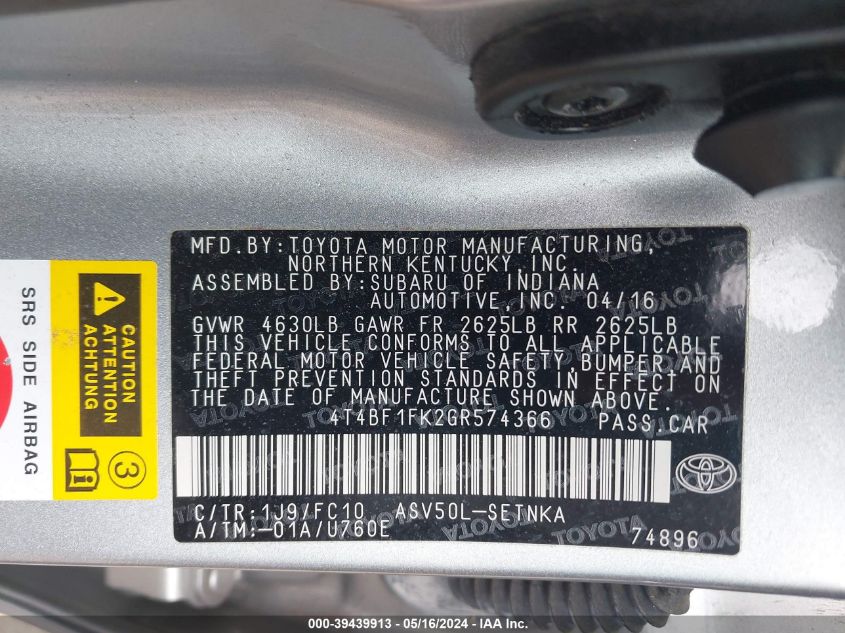 MFD.BY:TOYOTA MOTOR MANUFACTURING,
NORTHERN KENTUCKY,INC.
ASSEMBLED BY:SUBARU OF INDIANA
AUTOMOTIVE,INC. 04/16
GVWR 4630LB GAWR FR 2625LB RR 2625LB
THIS VEHICLE CONFORMS TO ALL APPLICABLE
FEDERAL MOTOR VEHICLE SAFETY,BUMPER,AND
THEFT PREVENTION STANDARDS IN EFFECT ON
THE DATE OF MANUFACTURE SHOWN ABOVE.
4T4BF1FK2GR574366 PASS.CAR
C/TR:1J9/FC10 ASV50L-SETNKA
A/TM:-01A/U760E 74896
SRS SIDE AIRBAG
CAUTION
ATTENTION
ACHTUNG
3
000-39439913 - 05/16/2024 - IAA Inc.